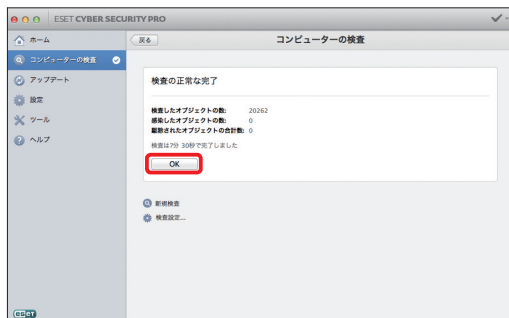 ESET CYBER SECURITY PRO
ホーム
コンピューターの検査
アップデート
設定
ツール
ヘルプ
戻る
コンピューターの検査
検査の正常な完了
検査したオブジェクトの数: 20262
感染したオブジェクトの数: 0
駆除されたオブジェクトの合計数: 0
検査は7分 30秒で完了しました
OK
新規検査
検査設定...
eset